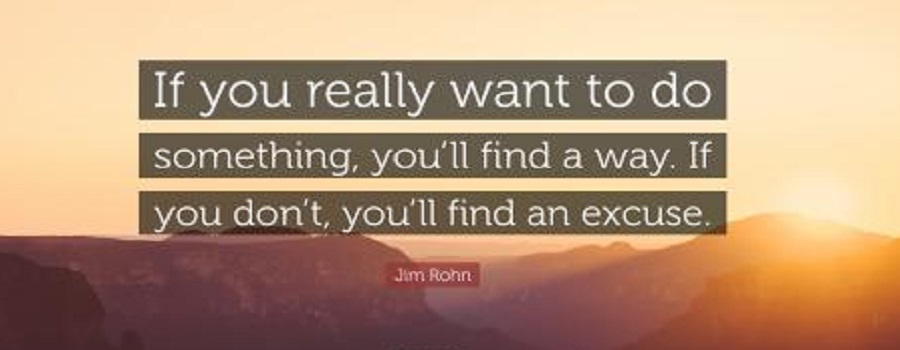 If you really want to do
something, you‘ll find a way. If
you don‘t, you‘ll find an excuse.
Jim Rohn